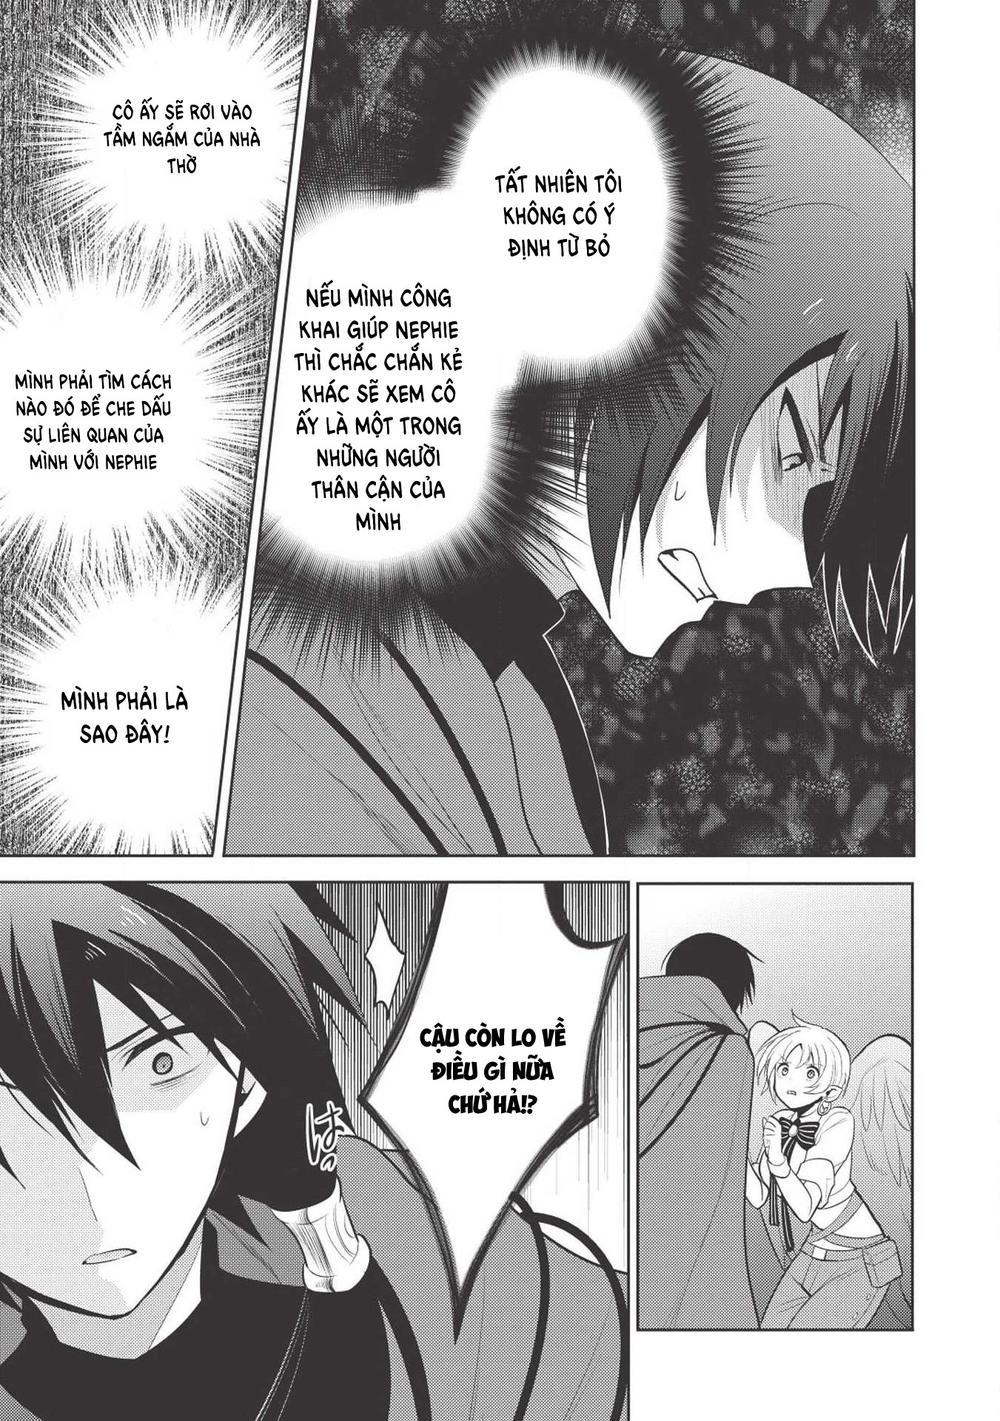 TẤT NHIÊN TÔI
KHÔNG CÓ Ý
ĐỊNH TỪ BỎ
NẾU MÌNH CÔNG
KHAI GIÚP NEPHIE
THÌ CHẮC CHẮN KẺ
KHÁC SẼ XEM CÔ
ẤY LÀ MỘT TRONG
NHỮNG NGƯỜI
THÂN CẬN CỦA
MÌNH
CÔ ẤY SẼ RƠI VÀO
TẦM NGẮM CỦA NHÀ
THỜ
MÌNH PHẢI TÌM CÁCH
NÀO ĐÓ ĐỂ CHE DẤU
SỰ LIÊN QUAN CỦA
MÌNH VỚI NEPHIE
MÌNH PHẢI LÀ
SAO ĐÂY!
CẬU CÒN LO VỀ
ĐIỀU GÌ NỮA
CHỨ HẢ!?
はっ